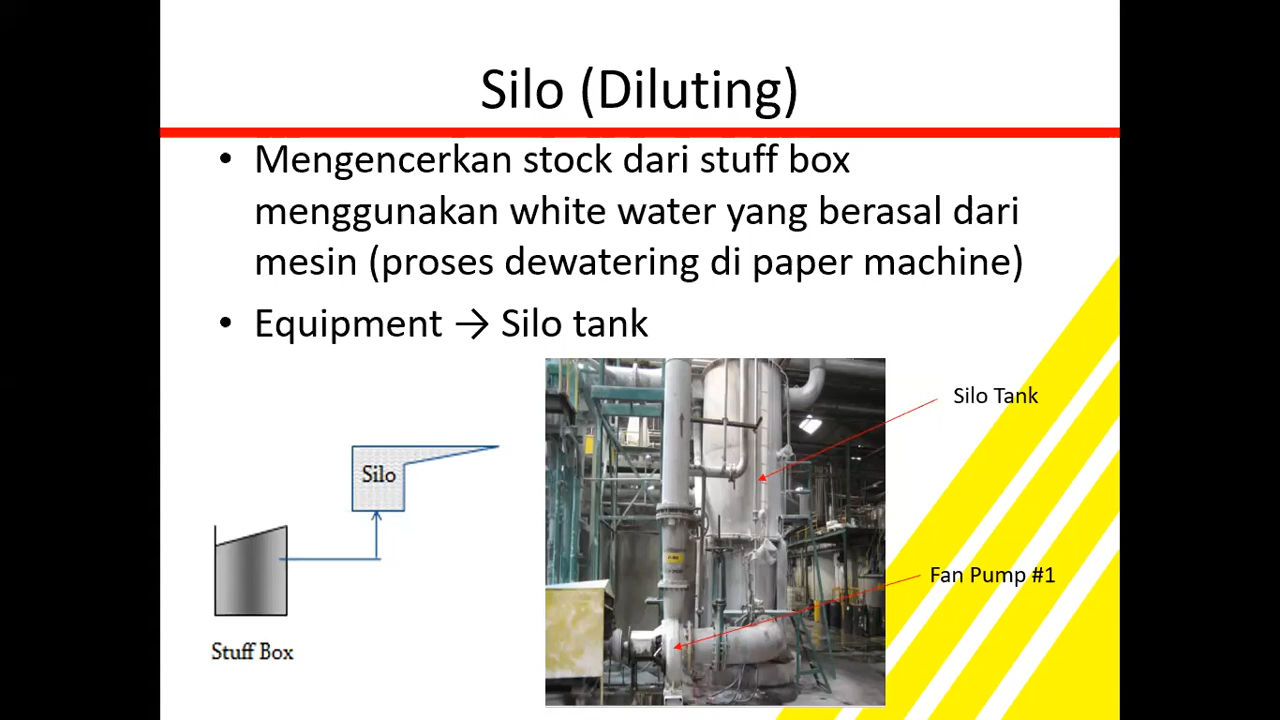 Silo (Diluting)
• Mengencerkan stock dari stuff box
menggunakan white water yang berasal dari
mesin (proses dewatering di paper machine)
• Equipment → Silo tank
Silo Tank
Silo
Fan Pump #1
Stuff Box